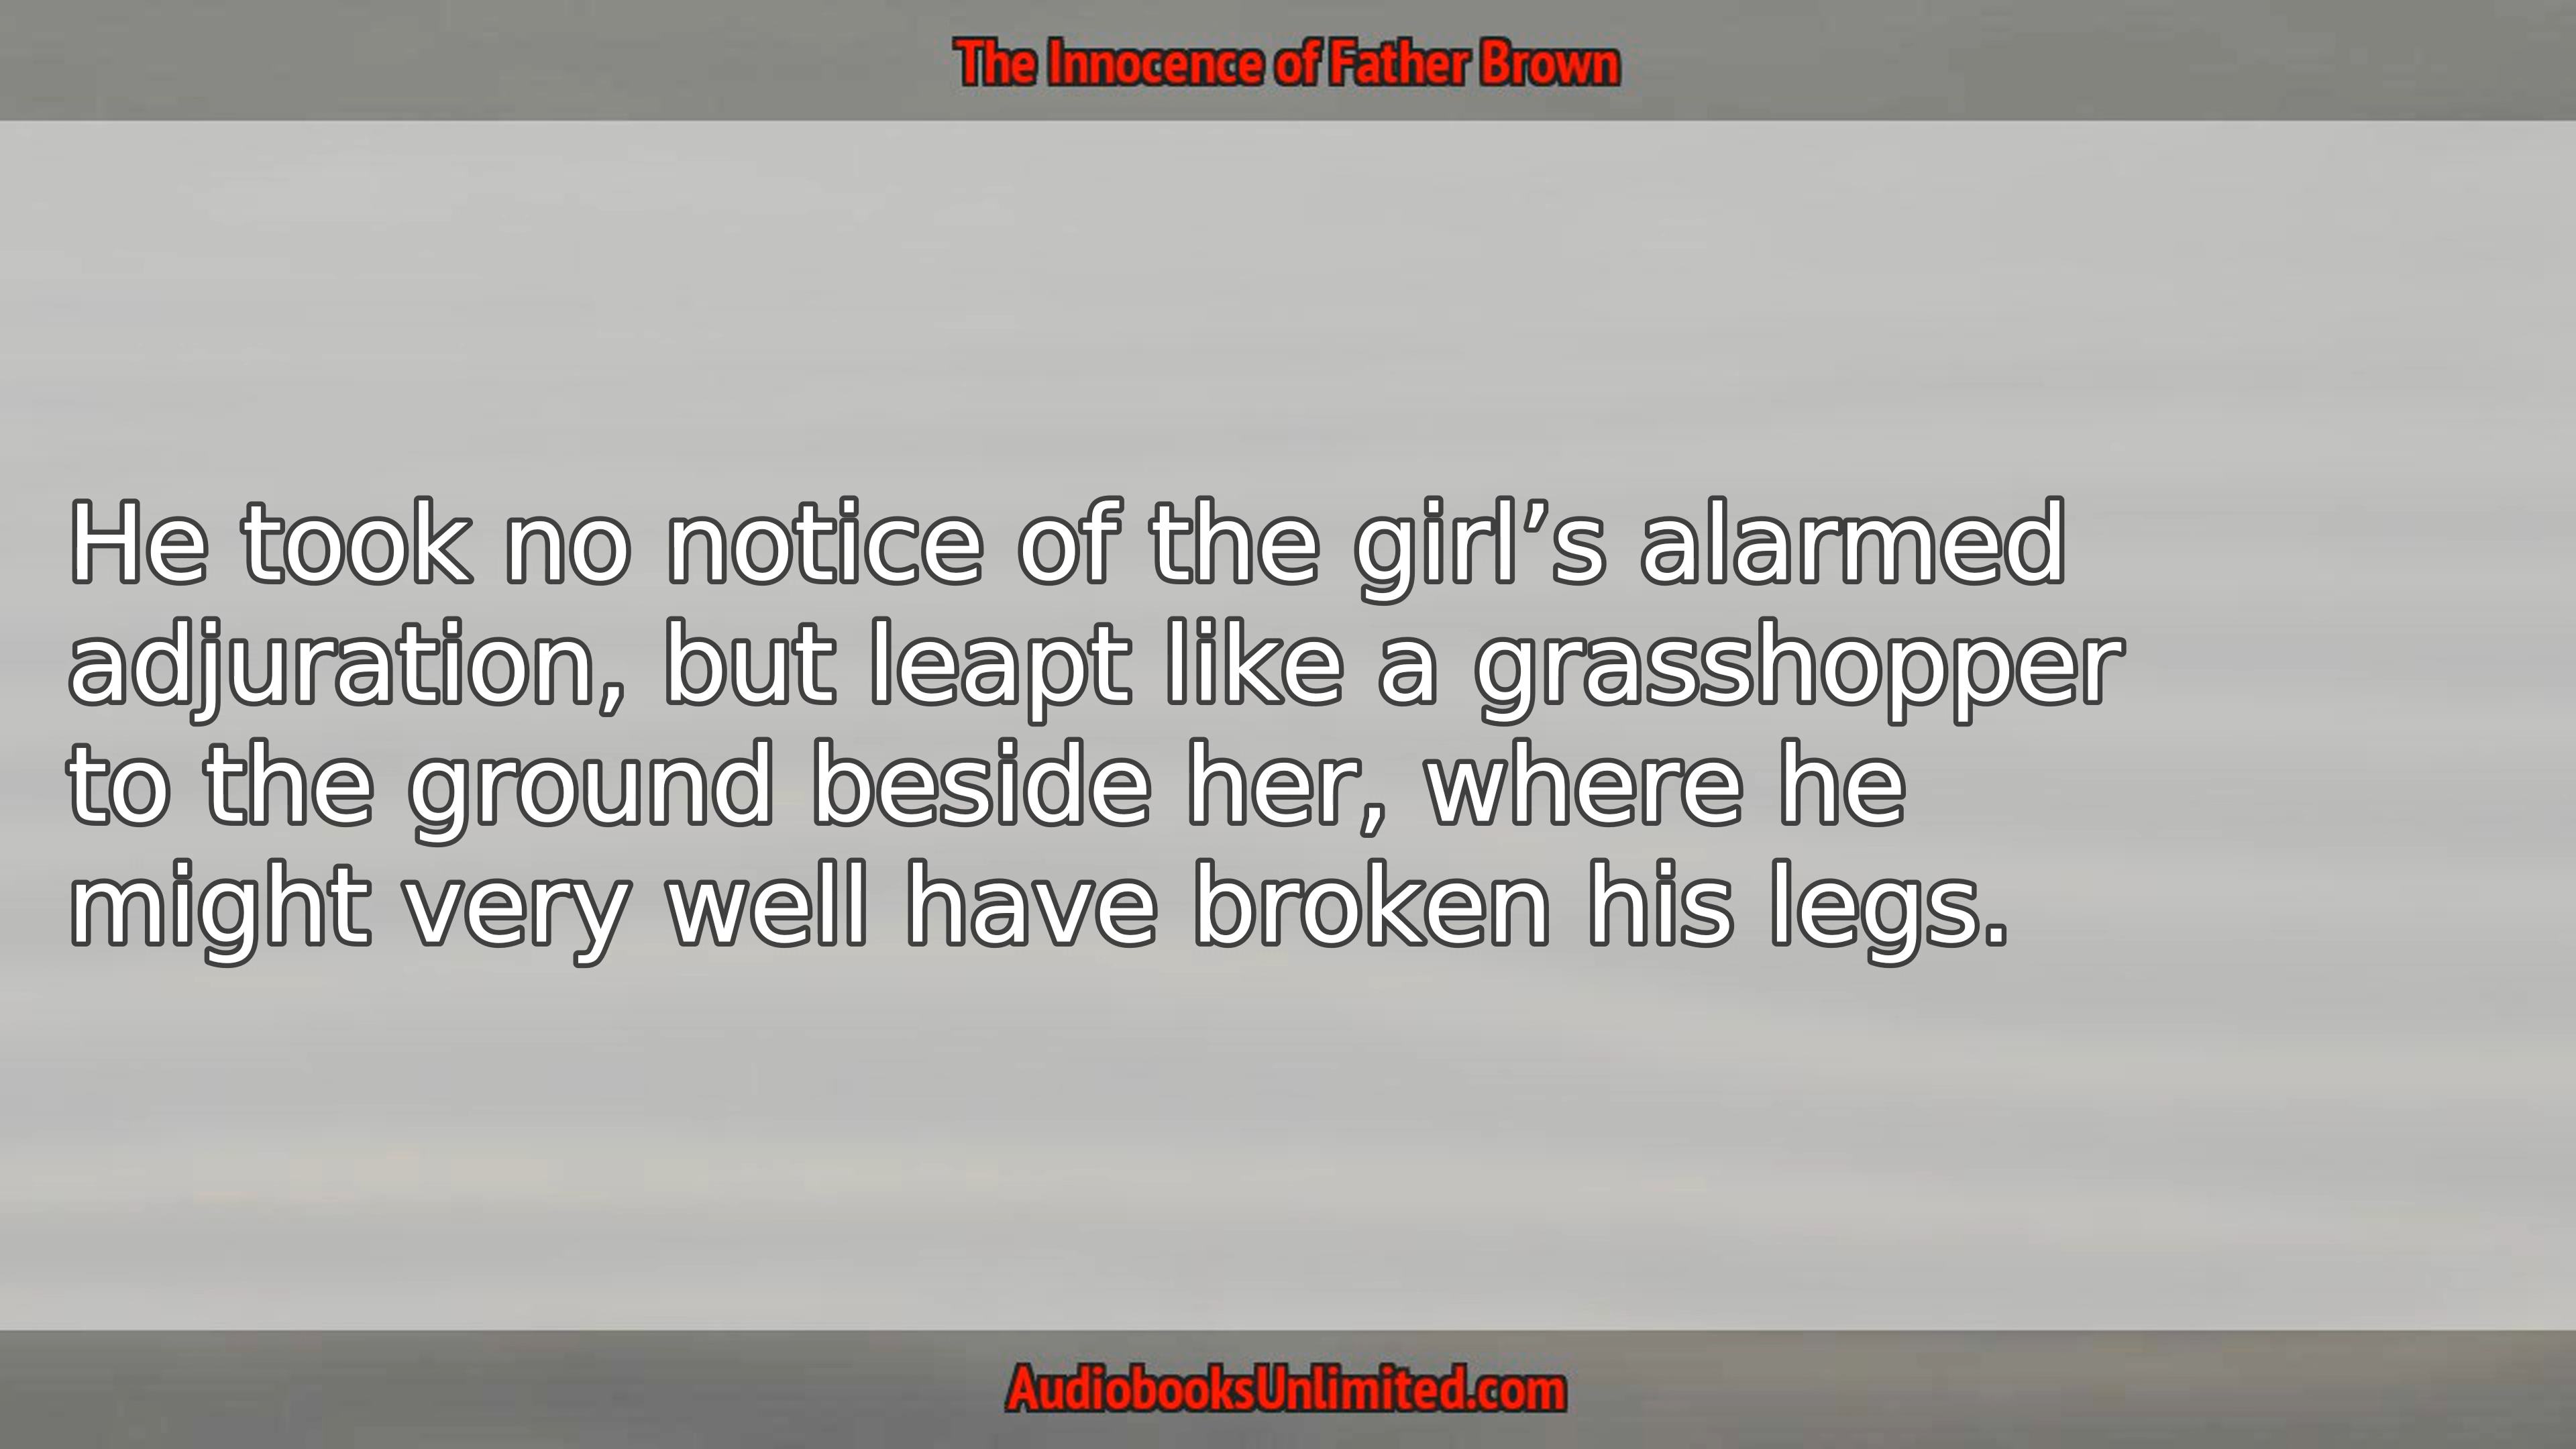 The Innocence of Father Brown
He took no notice of the girl’s alarmed
adjuration, but leapt like a grasshopper
to the ground beside her, where he
might very well have broken his legs.
AudiobooksUnlimited.com